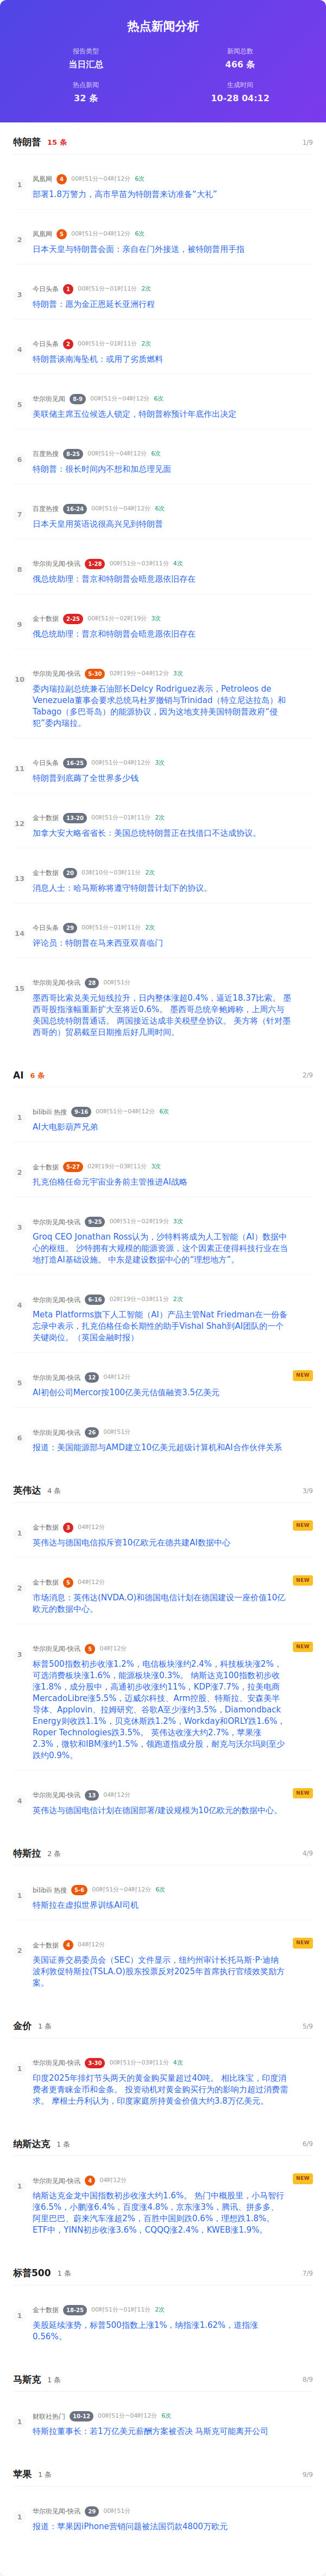 热点新闻分析
报告类型
新闻总数
当日汇总
466 条
热点新闻
生成时间
32 条
10-28 04:12
特朗普 15 条 1/9
1
凤凰网 4 00时51分~04时12分 6次
部署1.8万警力，高市早苗为特朗普来访准备“大礼”
2
凤凰网 5 00时51分~04时12分 6次
日本天皇与特朗普会面：亲自在门外接送，被特朗普用手指
3
今日头条 1 00时51分~01时11分 2次
特朗普：愿为金正恩延长亚洲行程
4
今日头条 2 00时51分~01时11分 2次
特朗普谈南海坠机：或用了劣质燃料
5
华尔街见闻 8-9 00时51分~04时12分 6次
美联储主席五位候选人锁定，特朗普称预计年底作出决定
6
百度热搜 8-25 00时51分~04时12分 6次
特朗普：很长时间内不想和加总理见面
7
百度热搜 16-24 00时51分~04时12分 6次
日本天皇用英语说很高兴见到特朗普
8
华尔街见闻-快讯 1-28 00时51分~03时11分 4次
俄总统助理：普京和特朗普会晤意愿依旧存在
9
金十数据 2-25 00时51分~02时19分 3次
俄总统助理：普京和特朗普会晤意愿依旧存在
10
华尔街见闻-快讯 5-30 02时19分~04时12分 3次
委内瑞拉副总统兼石油部长Delcy Rodriguez表示，Petroleos de
Venezuela董事会要求总统马杜罗撤销与Trinidad（特立尼达拉岛）和
Tobago（多巴哥岛）的能源协议，因为这地支持美国特朗普政府“侵
犯”委内瑞拉。
11
今日头条 16-25 00时51分~04时12分 3次
特朗普到底薅了全世界多少钱
12
金十数据 13-20 00时51分~01时11分 2次
加拿大安大略省省长：美国总统特朗普正在找借口不达成协议。
13
金十数据 20 03时10分~03时11分 2次
消息人士：哈马斯称将遵守特朗普计划下的协议。
14
今日头条 29 00时51分~01时11分 2次
评论员：特朗普在马来西亚双喜临门
15
华尔街见闻-快讯 28 00时51分
墨西哥比索兑美元短线拉升，日内整体涨超0.4%，逼近18.37比索。 墨
西哥股指涨幅重新扩大至将近0.6%。 墨西哥总统辛鲍姆称，上周六与
美国总统特朗普通话。 两国接近达成非关税壁垒协议。 美方将（针对墨
西哥的）贸易截至日期推后好几周时间。
AI 6 条 2/9
1
bilibili 热搜 9-16 00时51分~04时12分 6次
AI大电影葫芦兄弟
2
金十数据 5-27 02时19分~03时11分 3次
扎克伯格任命元宇宙业务前主管推进AI战略
3
华尔街见闻-快讯 9-25 00时51分~02时19分 3次
Groq CEO Jonathan Ross认为，沙特料将成为人工智能（AI）数据中
心的枢纽。 沙特拥有大规模的能源资源，这个因素正使得科技行业在当
地打造AI基础设施。 中东是建设数据中心的“理想地方”。
4
华尔街见闻-快讯 6-16 02时19分~03时11分 2次
Meta Platforms旗下人工智能（AI）产品主管Nat Friedman在一份备
忘录中表示，扎克伯格任命长期性的助手Vishal Shah到AI团队的一个
关键岗位。（英国金融时报）
5
华尔街见闻-快讯 12 04时12分 NEW
AI初创公司Mercor按100亿美元估值融资3.5亿美元
6
华尔街见闻-快讯 26 00时51分
报道：美国能源部与AMD建立10亿美元超级计算机和AI合作伙伴关系
英伟达 4 条 3/9
1
金十数据 3 04时12分 NEW
英伟达与德国电信拟斥资10亿欧元在德共建AI数据中心
2
金十数据 5 04时12分 NEW
市场消息：英伟达(NVDA.O)和德国电信计划在德国建设一座价值10亿
欧元的数据中心。
3
华尔街见闻-快讯 5 04时12分 NEW
标普500指数初步收涨1.2%，电信板块涨约2.4%，科技板块涨2%，
可选消费板块涨1.6%，能源板块涨0.3%。 纳斯达克100指数初步收
涨1.8%，成分股中，高通初步收涨约11%，KDP涨7.7%，拉美电商
MercadoLibre涨5.5%，迈威尔科技、Arm控股、特斯拉、安森美半
导体、Applovin、拉姆研究、谷歌A至少涨约3.5%，Diamondback
Energy则收跌1.1%，贝克休斯跌1.2%，Workday和ORLY跌1.6%，
Roper Technologies跌3.5%。 英伟达收涨大约2.7%，苹果涨
2.3%，微软和IBM涨约1.5%，领跑道指成分股，耐克与沃尔玛则至少
跌约0.9%。
4
华尔街见闻-快讯 13 04时12分 NEW
英伟达与德国电信计划在德国部署/建设规模为10亿欧元的数据中心。
特斯拉 2 条 4/9
1
bilibili 热搜 5-6 00时51分~04时12分 6次
特斯拉在虚拟世界训练AI司机
2
金十数据 4 04时12分 NEW
美国证券交易委员会（SEC）文件显示，纽约州审计长托马斯·P·迪纳
波利敦促特斯拉(TSLA.O)股东投票反对2025年首席执行官绩效奖励方
案。
金价 1 条 5/9
1
华尔街见闻-快讯 3-30 00时51分~03时11分 4次
印度2025年排灯节头两天的黄金购买量超过40吨。 相比珠宝，印度消
费者更青睐金币和金条。 投资动机对黄金购买行为的影响力超过消费需
求。 摩根士丹利认为，印度家庭所持黄金价值大约3.8万亿美元。
纳斯达克 1 条 6/9
1
华尔街见闻-快讯 4 04时12分 NEW
纳斯达克金龙中国指数初步收涨大约1.6%。 热门中概股里，小马智行
涨6.5%，小鹏涨6.4%，百度涨4.8%，京东涨3%，腾讯、拼多多、
阿里巴巴、蔚来汽车涨超2%，百胜中国则跌0.6%，理想跌1.8%。
ETF中，YINN初步收涨3.6%，CQQQ涨2.4%，KWEB涨1.9%。
标普500 1 条 7/9
1
金十数据 18-25 00时51分~01时11分 2次
美股延续涨势，标普500指数上涨1%，纳指涨1.62%，道指涨
0.56%。
马斯克 1 条 8/9
1
财联社热门 10-12 00时51分~04时12分 6次
特斯拉董事长：若1万亿美元薪酬方案被否决 马斯克可能离开公司
苹果 1 条 9/9
1
华尔街见闻-快讯 29 00时51分
报道：苹果因iPhone营销问题被法国罚款4800万欧元